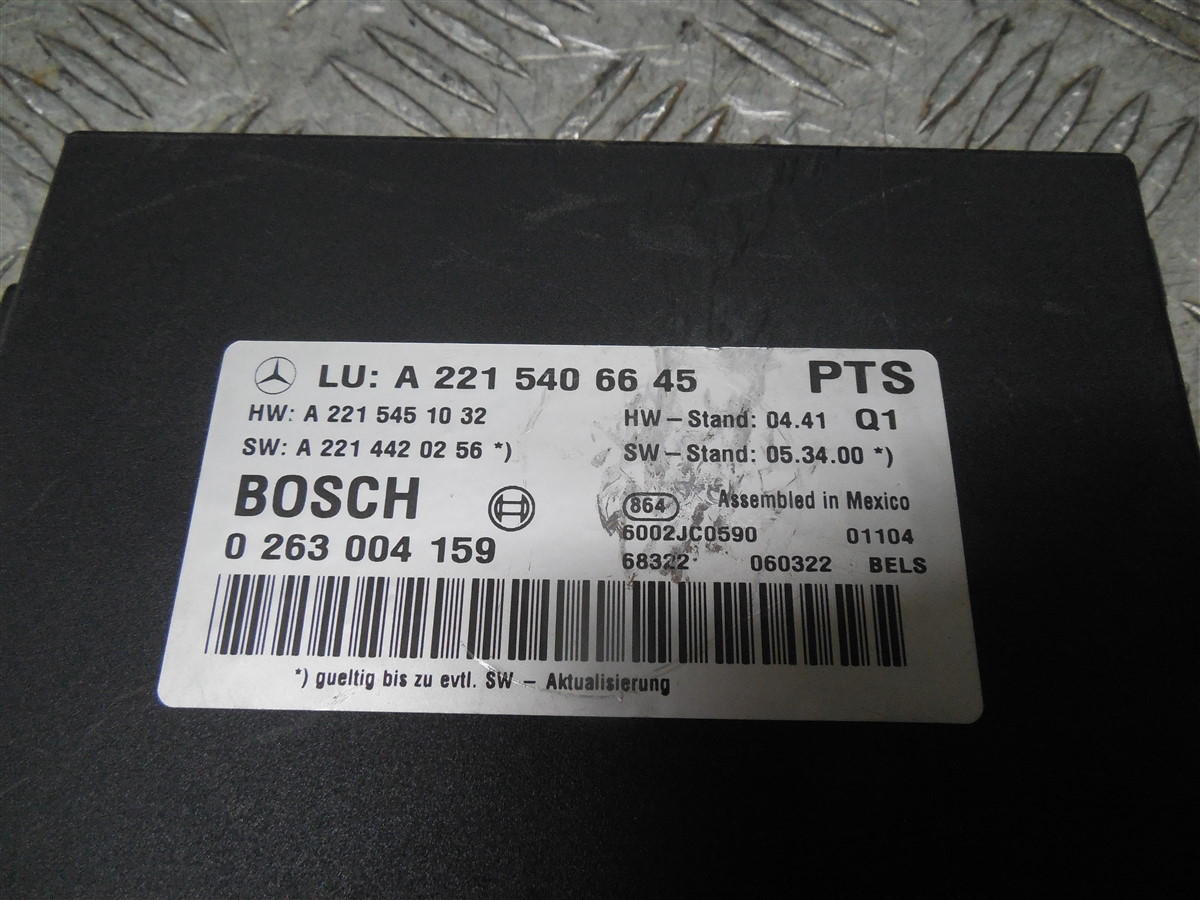 LU: A 221 540 66 45 PTS
HW: A 221 545 10 32 HW-Stand: 04.41 Q1
SW: A 221 442 02 56 *) SW-Stand: 05.34.00 *)
BOSCH 864 Assembled in Mexico
6002JC0590 01104
0 263 004 159 68322 060322 BELS
*) gueltig bis zu evtl. SW - Aktualisierung